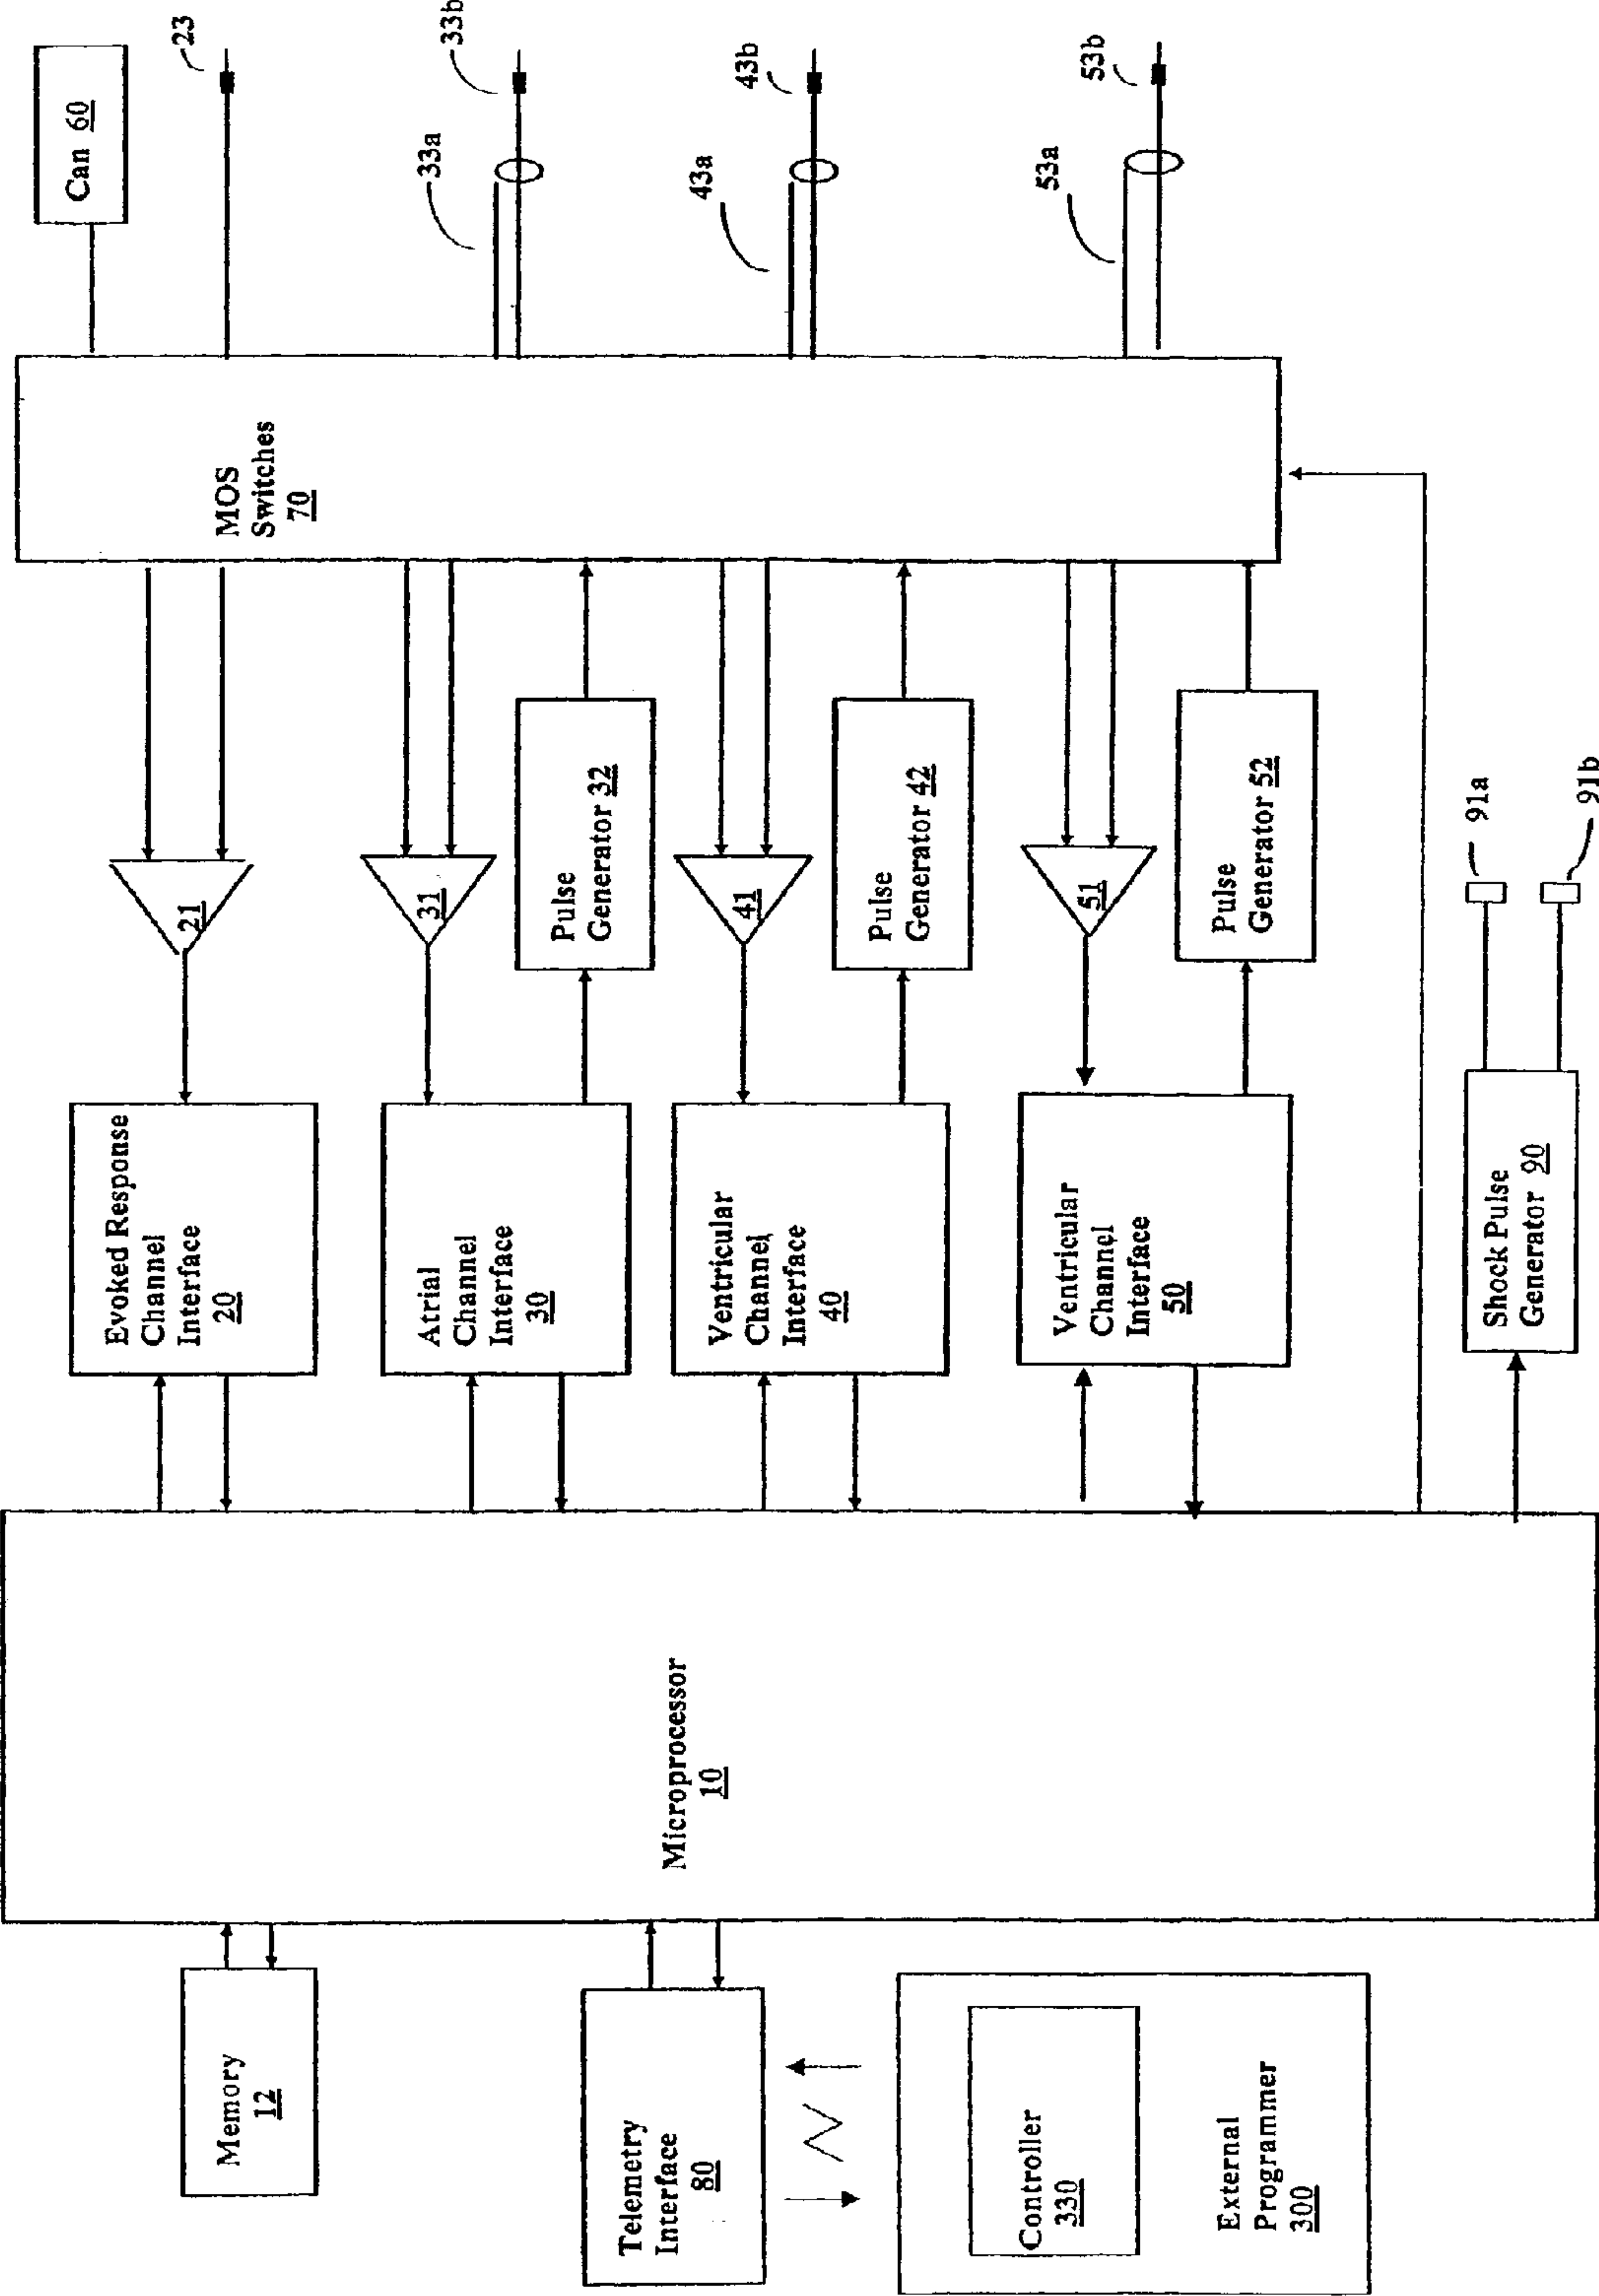 Can 60
23
33b
33a
43b
43a
53b
53a
MOS
Switches
70
21
31
Pulse
Generator 32
41
Pulse
Generator 42
51
Pulse
Generator 52
91a
91b
Evoked Response
Channel
Interface
20
Atrial
Channel
Interface
30
Ventricular
Channel
Interface
40
Ventricular
Channel
Interface
50
Shock Pulse
Generator 90
Microprocessor
10
Memory
12
Telemetry
Interface
80
Controller
330
External
Programmer
300